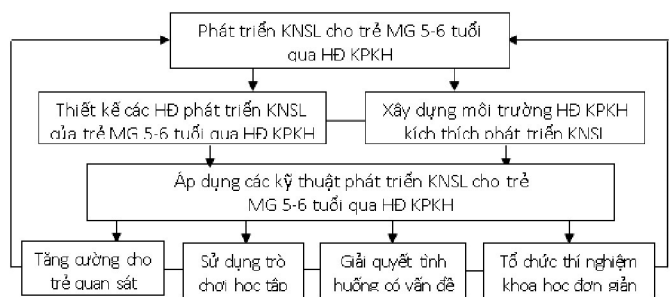 Phát triển KNSL cho trẻ MG 5-6 tuổi
qua HĐ KPKH
Thiết kế các HĐ phát triển KNSL
của trẻ MG 5-6 tuổi qua HĐ KPKH
Xây dựng môi trường HĐ KPKH
kích thích phát triển KNSL
Áp dụng các kỹ thuật phát triển KNSL cho trẻ
MG 5-6 tuổi qua HĐ KPKH
Tăng cường cho
trẻ quan sát
Sử dụng trò
chơi học tập
Giải quyết tình
huống có vấn đề
Tổ chức thí nghiệm
khoa học đơn giản